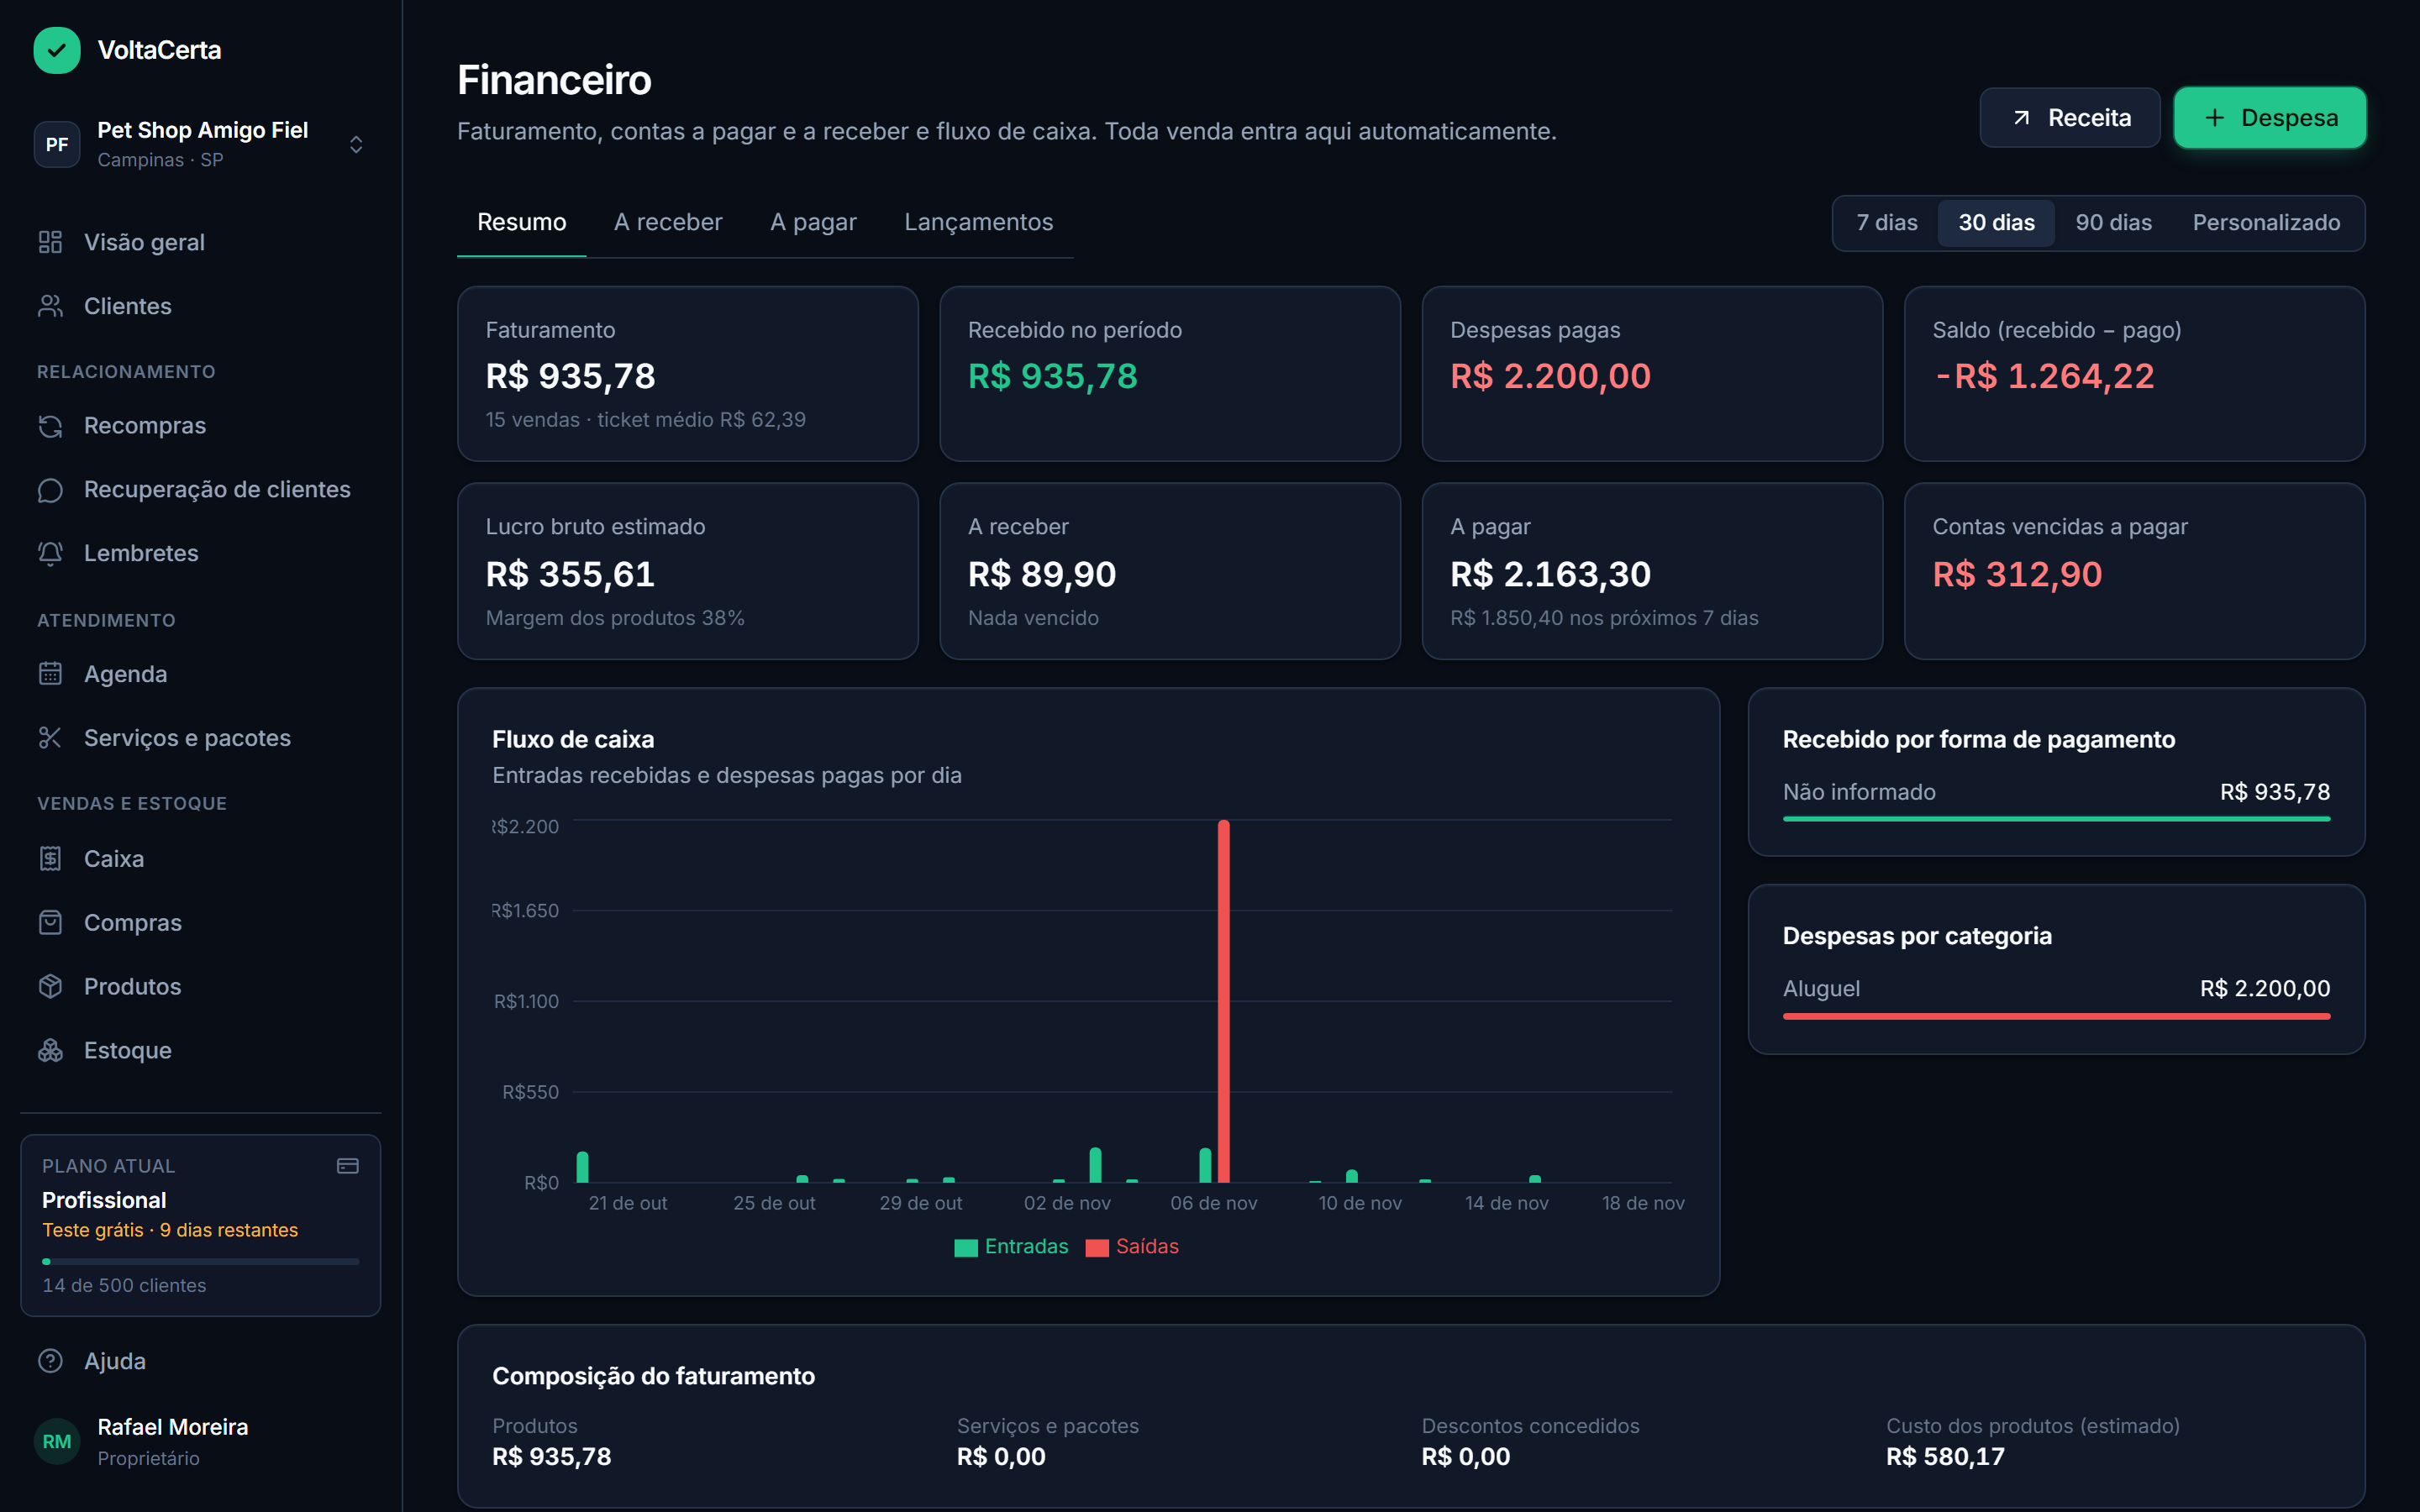 VoltaCerta
PF
Pet Shop Amigo Fiel
Campinas · SP
Visão geral
Clientes
RELACIONAMENTO
Recompras
Recuperação de clientes
Lembretes
ATENDIMENTO
Agenda
Serviços e pacotes
VENDAS E ESTOQUE
Caixa
Compras
Produtos
Estoque
PLANO ATUAL
Profissional
Teste grátis · 9 dias restantes
14 de 500 clientes
Ajuda
RM
Rafael Moreira
Proprietário
Financeiro
Faturamento, contas a pagar e a receber e fluxo de caixa. Toda venda entra aqui automaticamente.
Receita
Despesa
Resumo A receber A pagar Lançamentos
7 dias 30 dias 90 dias Personalizado
Faturamento
R$ 935,78
15 vendas · ticket médio R$ 62,39
Recebido no período
R$ 935,78
Despesas pagas
R$ 2.200,00
Saldo (recebido – pago)
-R$ 1.264,22
Lucro bruto estimado
R$ 355,61
Margem dos produtos 38%
A receber
R$ 89,90
Nada vencido
A pagar
R$ 2.163,30
R$ 1.850,40 nos próximos 7 dias
Contas vencidas a pagar
R$ 312,90
Fluxo de caixa
Entradas recebidas e despesas pagas por dia
R$2.200
R$1.650
R$1.100
R$550
R$0
21 de out 25 de out 29 de out 02 de nov 06 de nov 10 de nov 14 de nov 18 de nov
Entradas Saídas
Recebido por forma de pagamento
Não informado R$ 935,78
Despesas por categoria
Aluguel R$ 2.200,00
Composição do faturamento
Produtos
R$ 935,78
Serviços e pacotes
R$ 0,00
Descontos concedidos
R$ 0,00
Custo dos produtos (estimado)
R$ 580,17